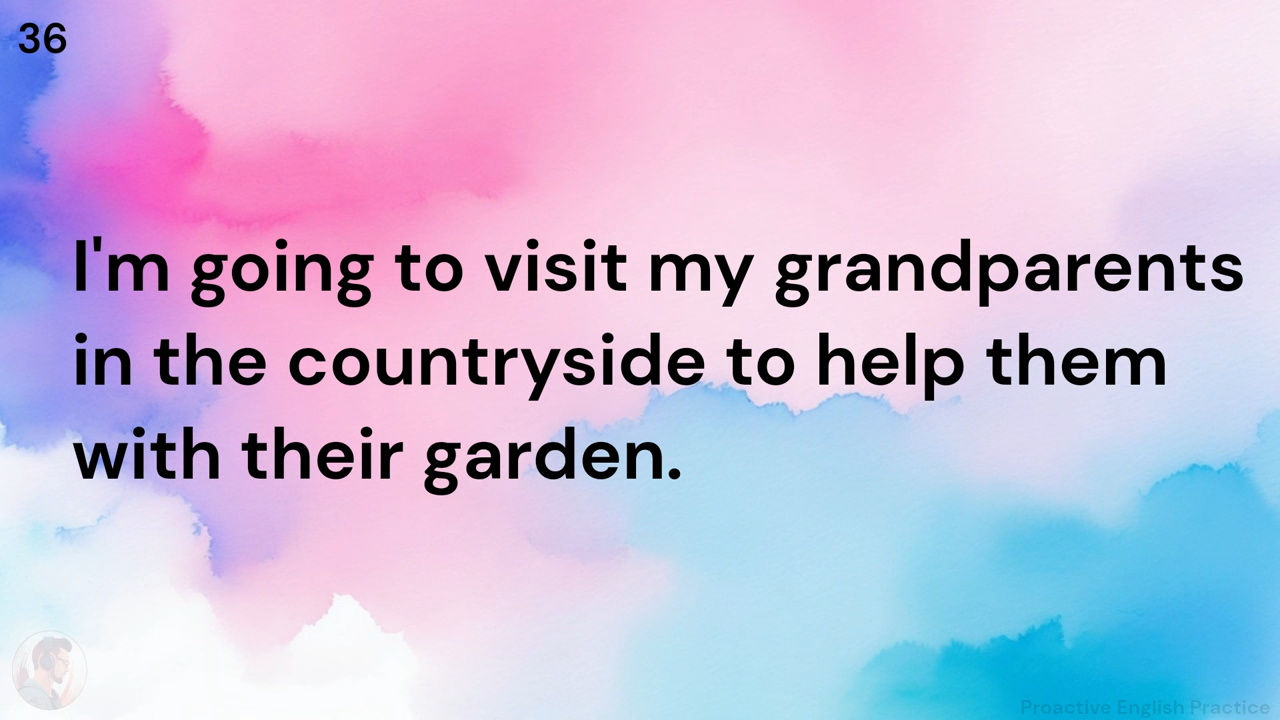 36
I'm going to visit my grandparents
in the countryside to help them
with their garden.
Proactive English Practice